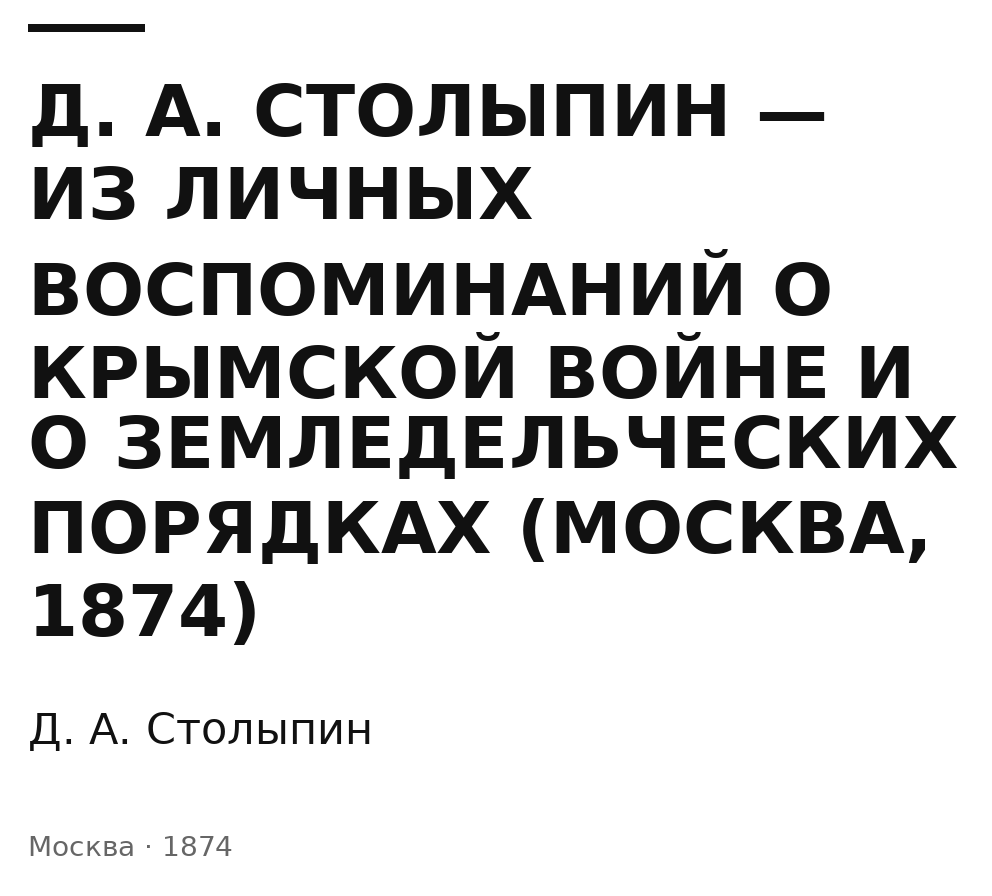 Д. А. СТОЛЫПИН —
ИЗ ЛИЧНЫХ
ВОСПОМИНАНИЙ О
КРЫМСКОЙ ВОЙНЕ И
О ЗЕМЛЕДЕЛЬЧЕСКИХ
ПОРЯДКАХ (МОСКВА,
1874)
Д. А. Столыпин
Москва · 1874